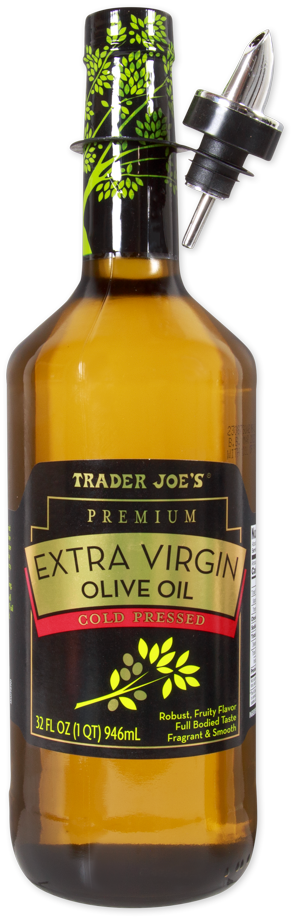 TRADER JOE'S®
PREMIUM
EXTRA VIRGIN
OLIVE OIL
COLD PRESSED
32 FL OZ (1 QT) 946mL
Robust, Fruity Flavor
Full Bodied Taste
Fragrant & Smooth